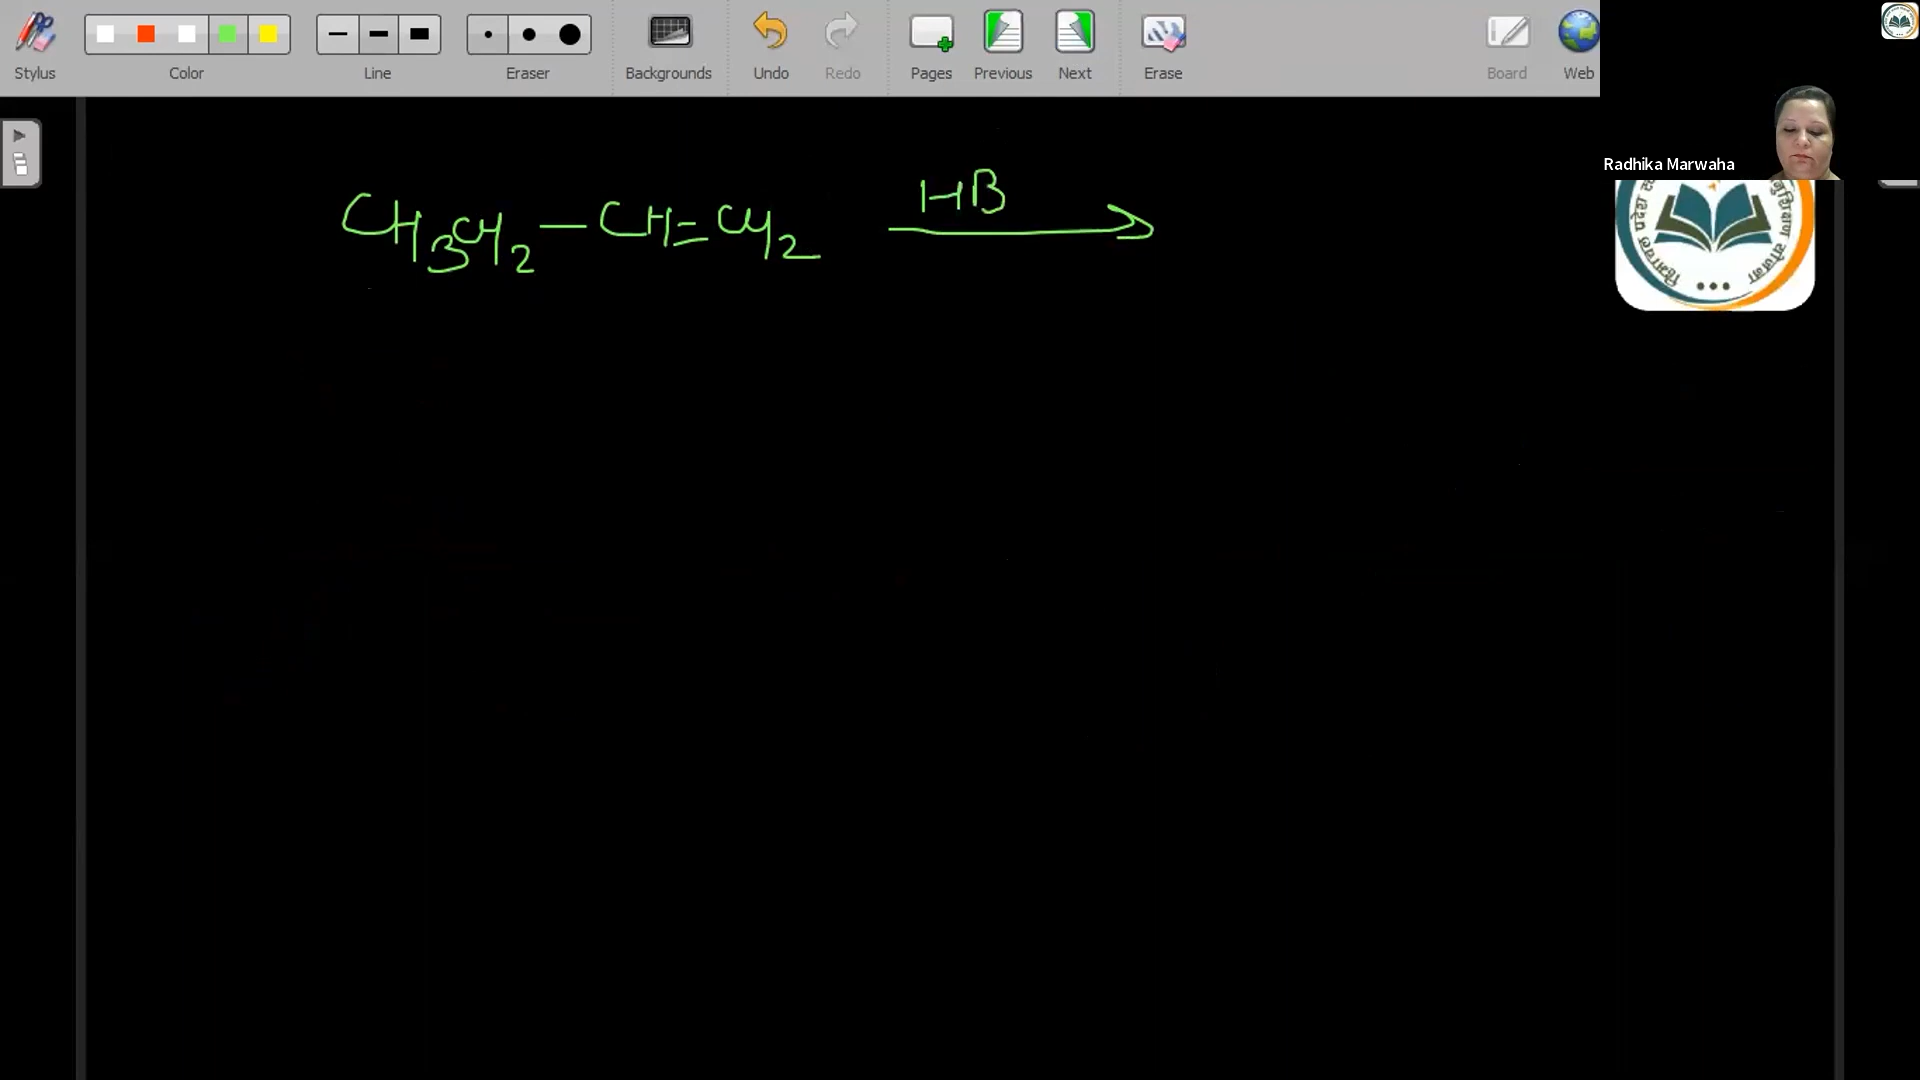 Stylus Color Line Eraser Backgrounds Undo Redo Pages Previous Next Erase Board Web
Radhika Marwaha
CH3CH2—CH=CH2 HB